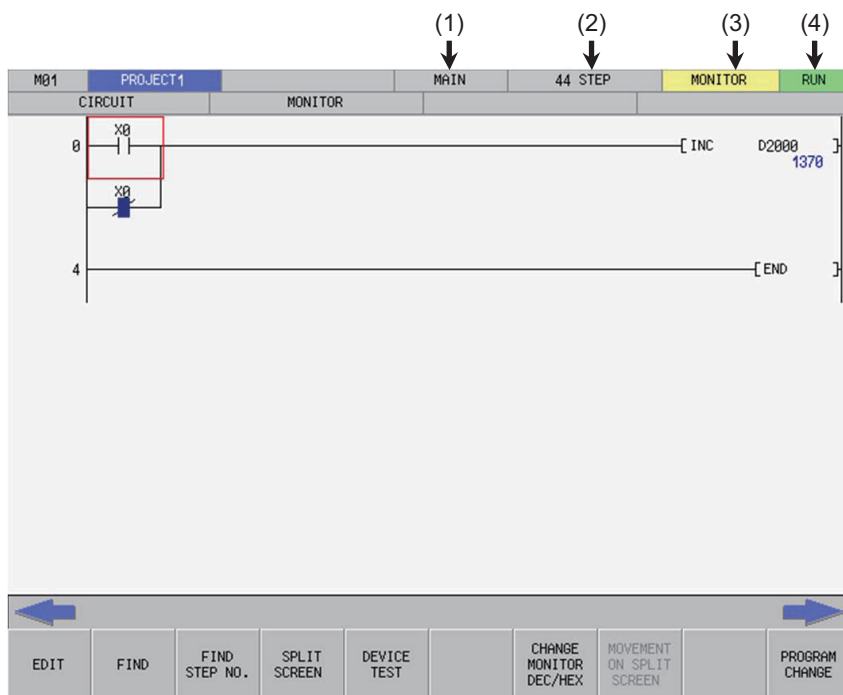 (1) (2) (3) (4)
M01 PROJECT1 MAIN 44 STEP MONITOR RUN
CIRCUIT MONITOR
X0
0 INC D2000
1370
X0
4 END
EDIT
FIND
FIND
STEP NO.
SPLIT
SCREEN
DEVICE
TEST
CHANGE
MONITOR
DEC/HEX
MOVEMENT
ON SPLIT
SCREEN
PROGRAM
CHANGE